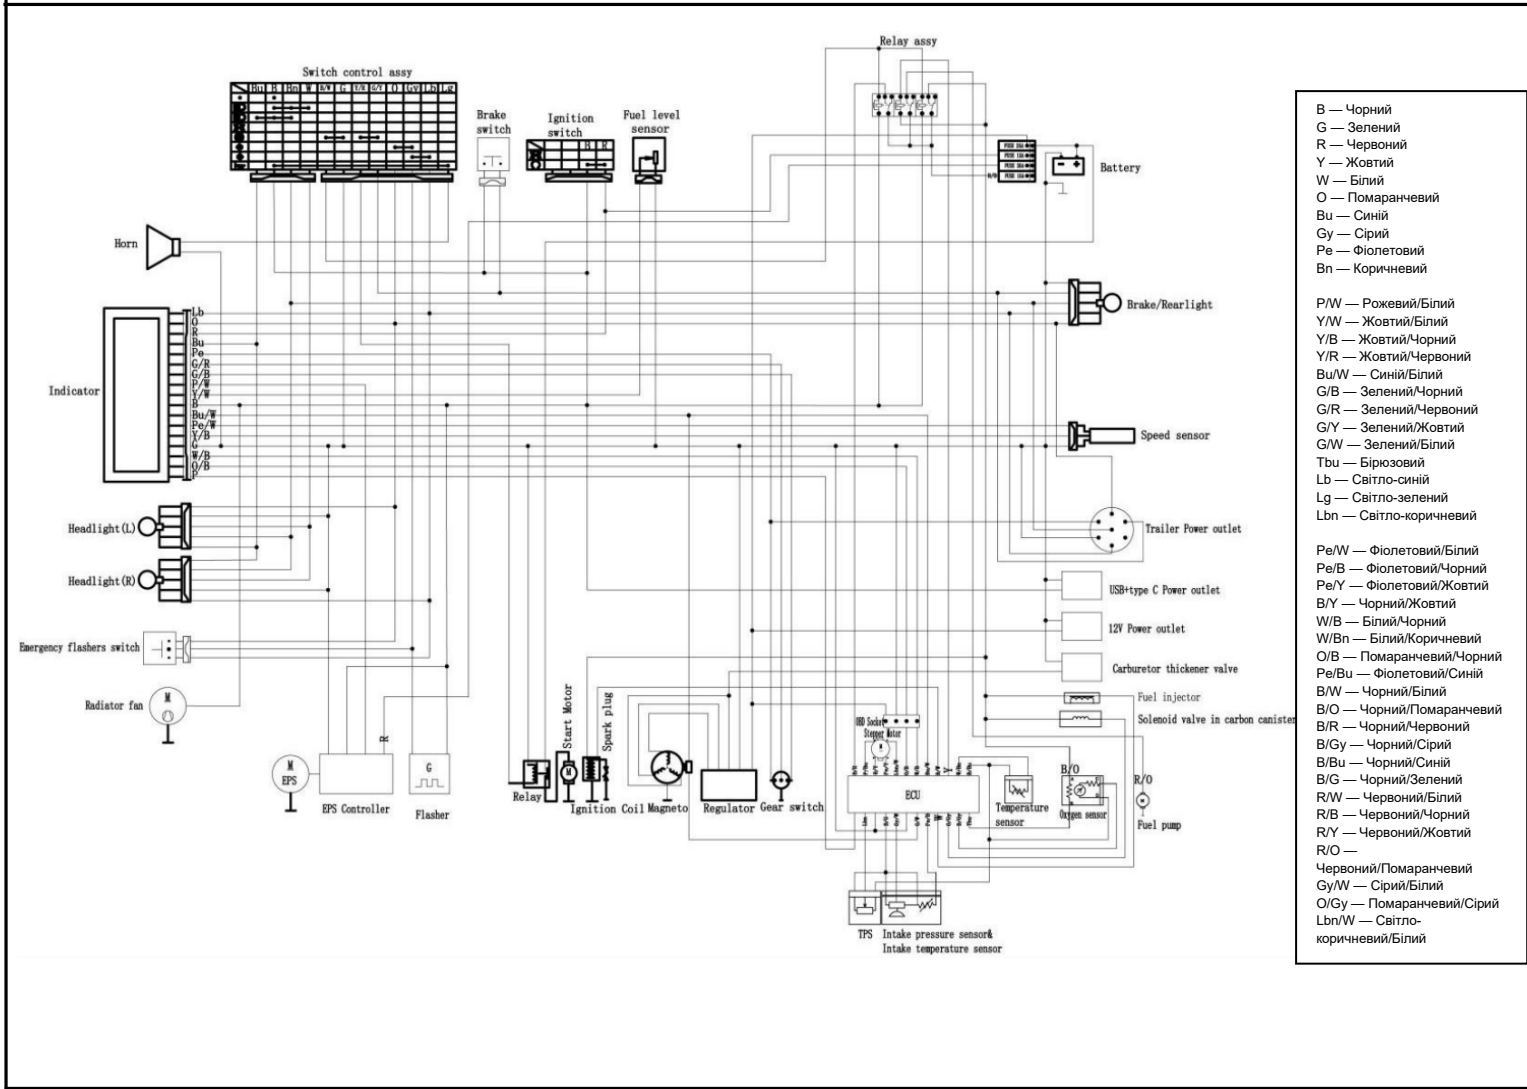 Relay assy
Switch control assy
Bu B Bn W B/W G Y/R G/Y O Gy Lb Lg
Brake
switch
Ignition
switch
B R
Fuel level
sensor
Battery
Horn
Brake/Rearlight
Indicator
Lb
O
R
Bu
Pe
G/R
G/B
P/W
Y/W
B
Bu/W
Pe/W
Y/B
G
W/B
O/B
P
Speed sensor
Headlight(L)
Trailer Power outlet
Headlight(R)
USB+type C Power outlet
12V Power outlet
Emergency flashers switch
Carburetor thickener valve
Radiator fan
M
Fuel injector
Solenoid valve in carbon canister
OBD Socket
Stepper Motor
R
Start Motor
Spark plug
M
EPS
EPS Controller
G
Flasher
Relay
M
Ignition Coil
Magneto
Regulator
Gear switch
ECU
Y
W
Temperature
sensor
B/O
Oxygen sensor
R/O
Fuel pump
TPS
Intake pressure sensor&
Intake temperature sensor
B — Чорний
G — Зелений
R — Червоний
Y — Жовтий
W — Білий
O — Помаранчевий
Bu — Синій
Gy — Сірий
Pe — Фіолетовий
Bn — Коричневий
P/W — Рожевий/Білий
Y/W — Жовтий/Білий
Y/B — Жовтий/Чорний
Y/R — Жовтий/Червоний
Bu/W — Синій/Білий
G/B — Зелений/Чорний
G/R — Зелений/Червоний
G/Y — Зелений/Жовтий
G/W — Зелений/Білий
Tbu — Бірюзовий
Lb — Світло-синій
Lg — Світло-зелений
Lbn — Світло-коричневий
Pe/W — Фіолетовий/Білий
Pe/B — Фіолетовий/Чорний
Pe/Y — Фіолетовий/Жовтий
B/Y — Чорний/Жовтий
W/B — Білий/Чорний
W/Bn — Білий/Коричневий
O/B — Помаранчевий/Чорний
Pe/Bu — Фіолетовий/Синій
B/W — Чорний/Білий
B/O — Чорний/Помаранчевий
B/R — Чорний/Червоний
B/Gy — Чорний/Сірий
B/Bu — Чорний/Синій
B/G — Чорний/Зелений
R/W — Червоний/Білий
R/B — Червоний/Чорний
R/Y — Червоний/Жовтий
R/O —
Червоний/Помаранчевий
Gy/W — Сірий/Білий
O/Gy — Помаранчевий/Сірий
Lbn/W — Світло-
коричневий/Білий